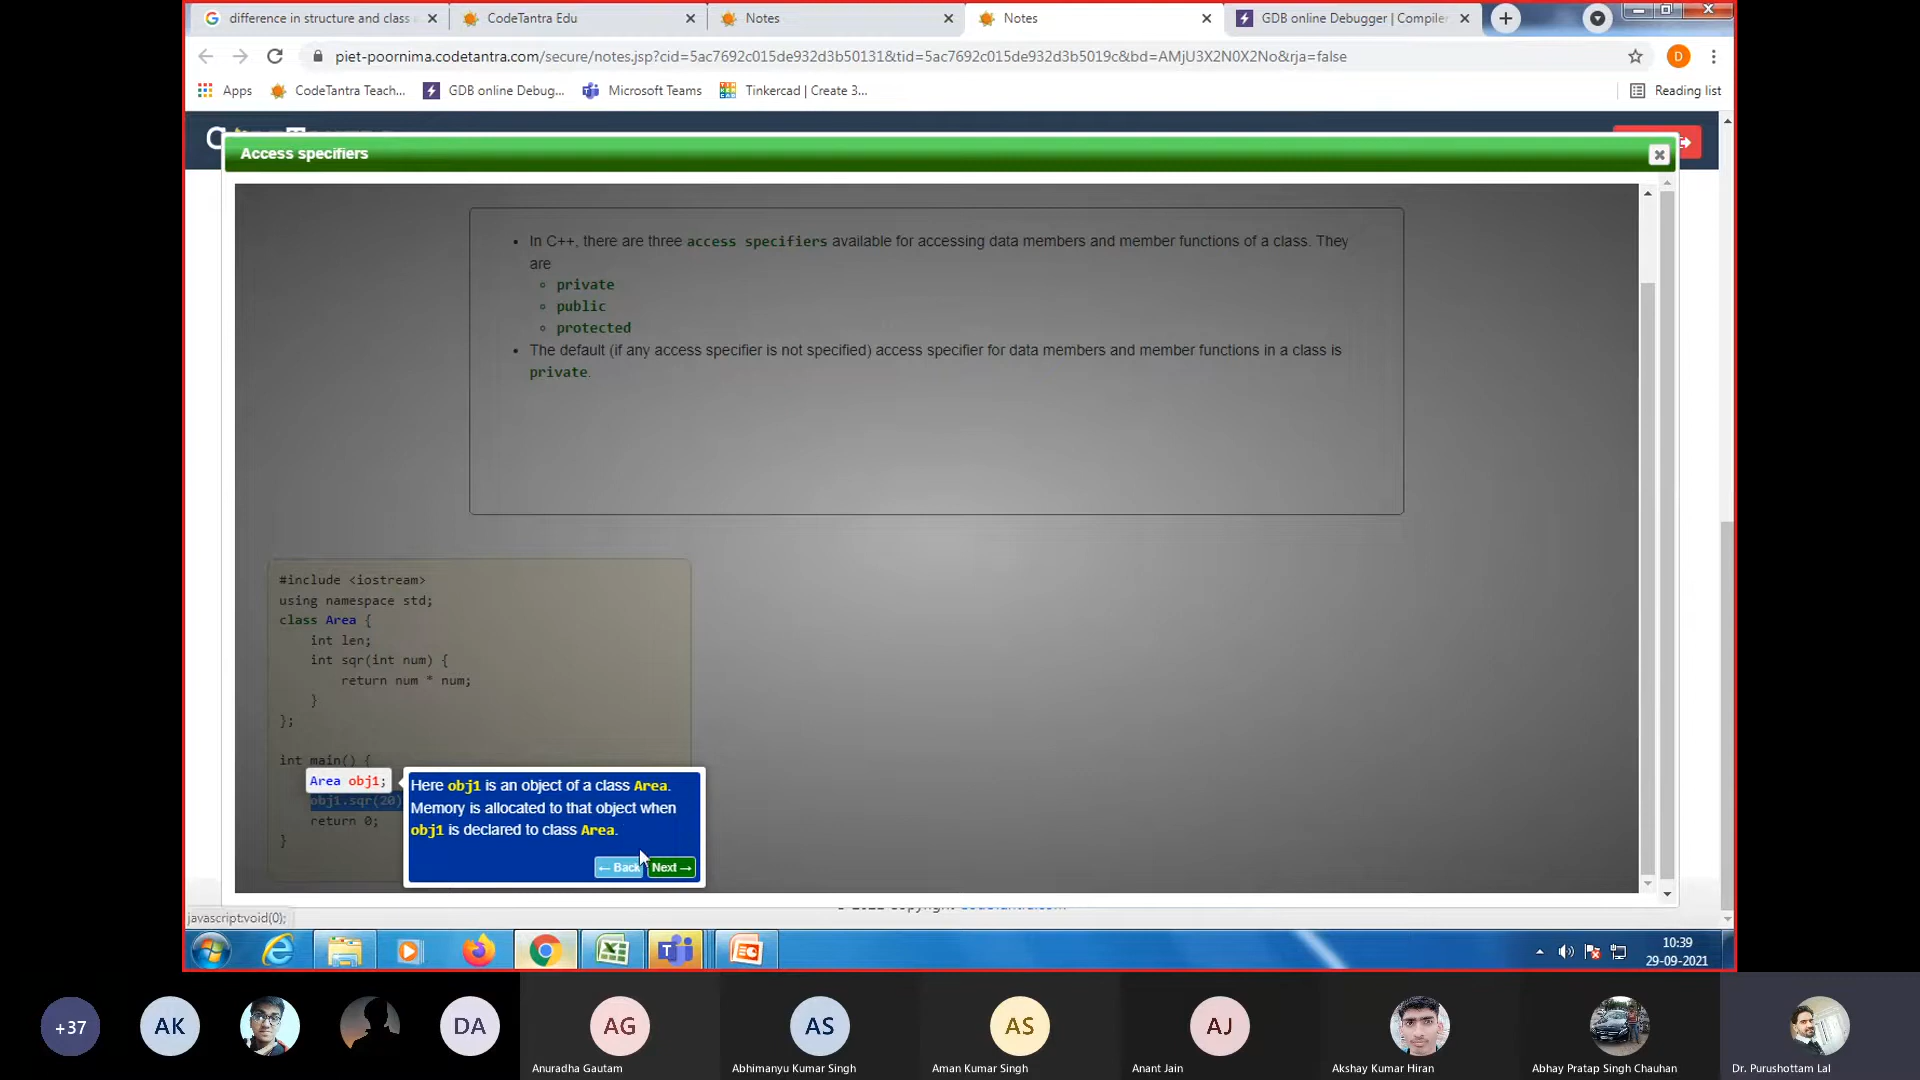 difference in structure and class
CodeTantra Edu
Notes
Notes
GDB online Debugger | Compiler
piet-poornima.codetantra.com/secure/notes.jsp?cid=5ac7692c015de932d3b50131&tid=5ac7692c015de932d3b5019c&bd=AMjU3X2N0X2No&rja=false
D
Apps
CodeTantra Teach...
GDB online Debug...
Microsoft Teams
Tinkercad | Create 3...
Reading list
Access specifiers
• In C++, there are three access specifiers available for accessing data members and member functions of a class. They
are
private
public
protected
• The default (if any access specifier is not specified) access specifier for data members and member functions in a class is
private.
#include <iostream>
using namespace std;
class Area {
int len;
int sqr(int num) {
return num * num;
}
};
int main() {
Area obj1;
obj1.sqr(20)
return 0;
}
Here obj1 is an object of a class Area.
Memory is allocated to that object when
obj1 is declared to class Area.
← Back
Next →
javascript:void(0);
10:39
29-09-2021
+37
AK
DA
AG
AS
AS
AJ
Anuradha Gautam
Abhimanyu Kumar Singh
Aman Kumar Singh
Anant Jain
Akshay Kumar Hiran
Abhay Pratap Singh Chauhan
Dr. Purushottam Lal